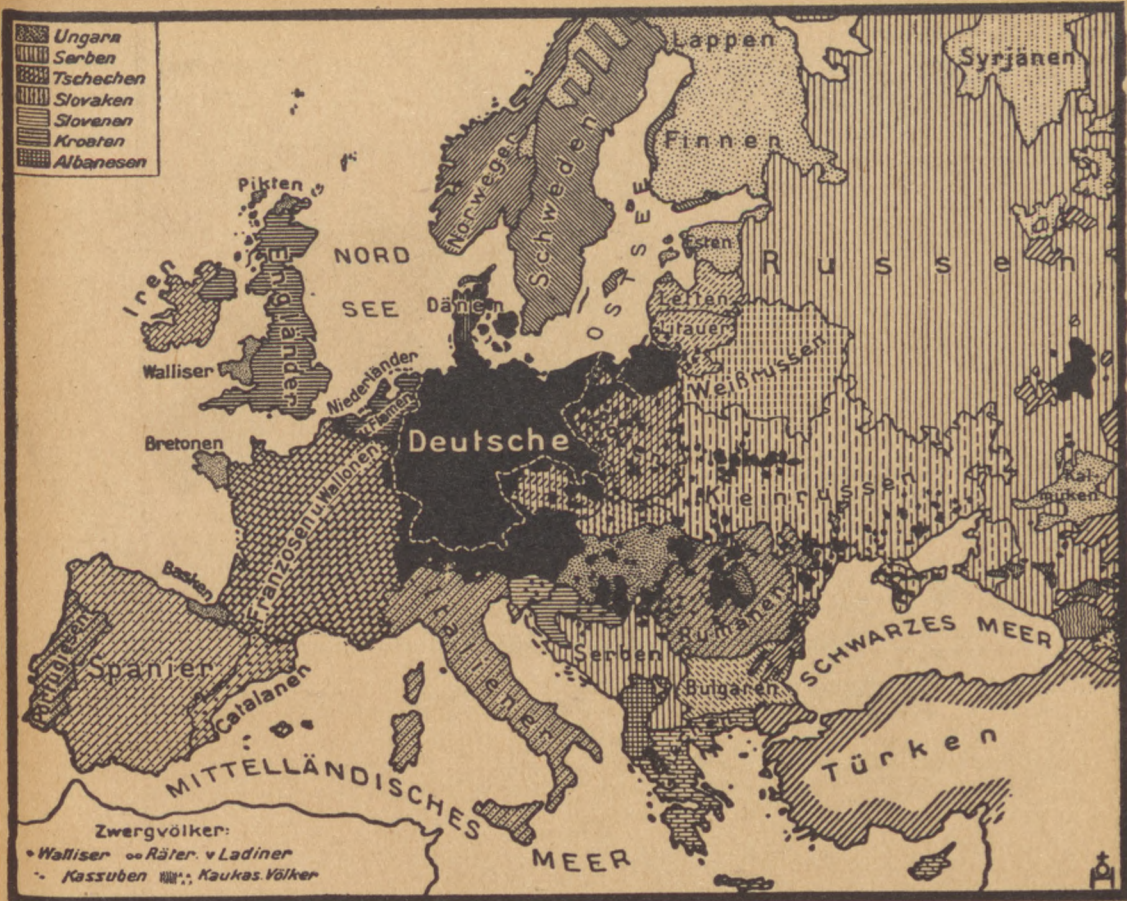 Ungarn
Serben
Tschechen
Slovaken
Slovenen
Kroaten
Albanesen
Lappen
Syrjänen
Finnen
Norweger
Schweden
Pikten
NORD
SEE
OSTSEE
Esten
Russen
Iren
Engländer
Dänen
Letten
Litauer
Walliser
Niederländer
u. Flamen
Weißrussen
Bretonen
Deutsche
Franzosen u. Wallonen
Kleinrussen
müken
Basken
Portugiesen
Spanier
Catalanen
Italiener
Rumänen
Serben
Bulgaren
SCHWARZES MEER
Türken
MITTELLÄNDISCHES
MEER
Zwergvölker:
Walliser Räter Ladiner
Kassuben Kaukas. Völker